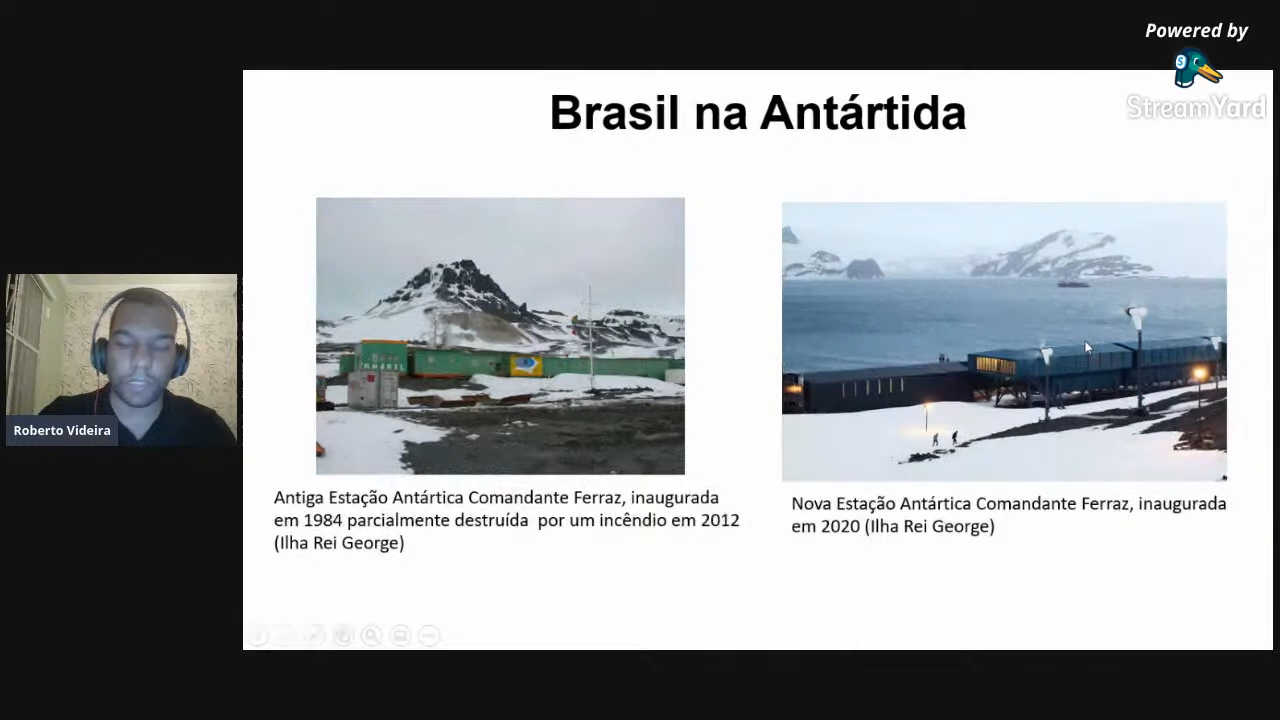 Powered by
StreamYard
Brasil na Antártida
BRASIL
Antiga Estação Antártica Comandante Ferraz, inaugurada
em 1984 parcialmente destruída por um incêndio em 2012
(Ilha Rei George)
Nova Estação Antártica Comandante Ferraz, inaugurada
em 2020 (Ilha Rei George)
Roberto Videira